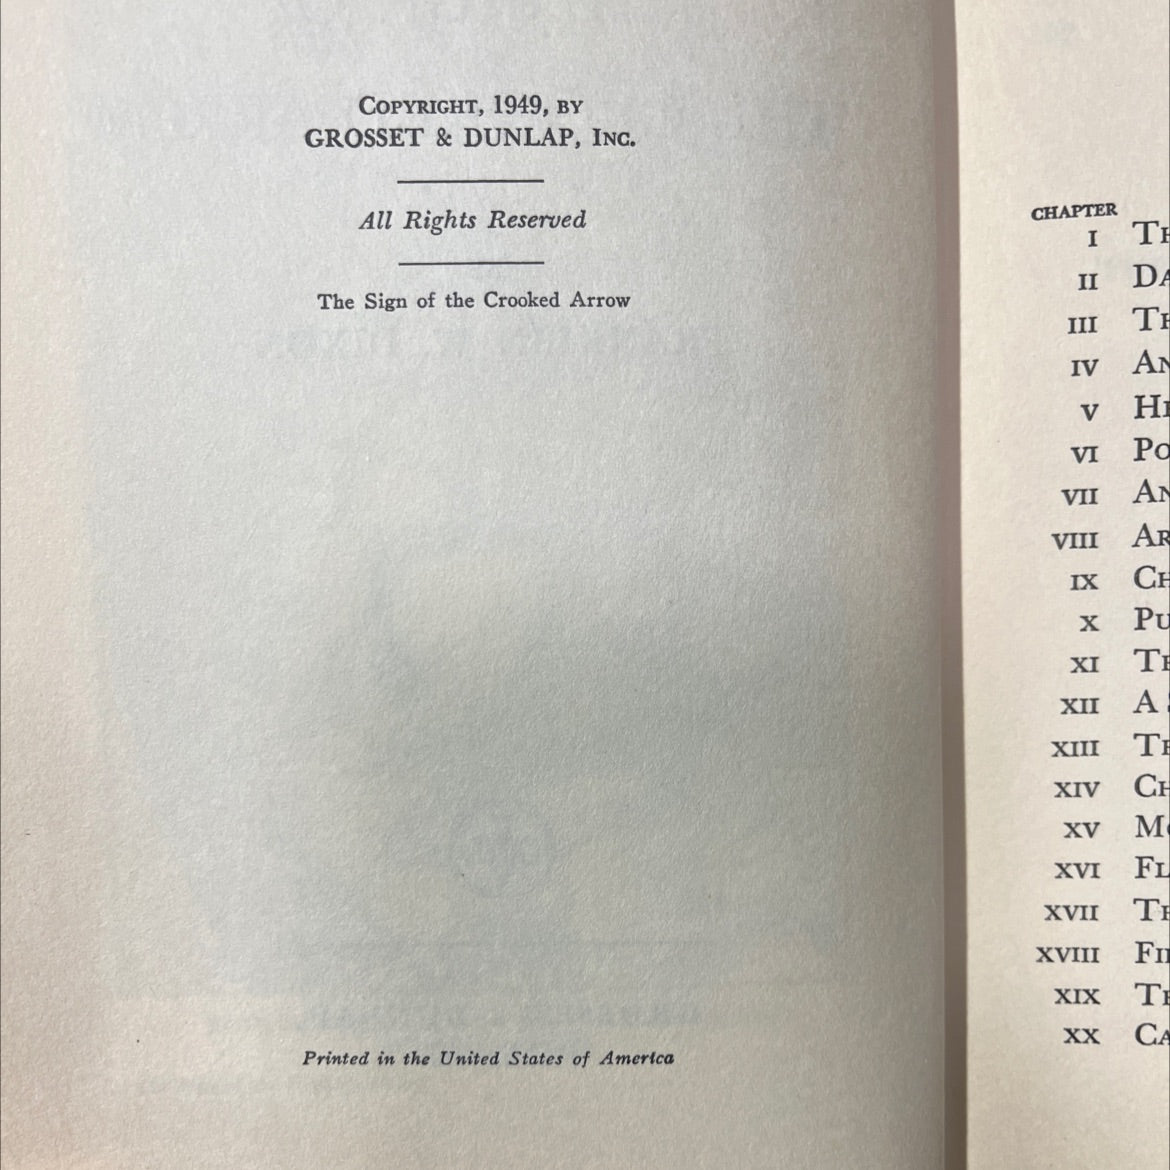 Copyright, 1949, by
GROSSET & DUNLAP, Inc.
All Rights Reserved
The Sign of the Crooked Arrow
Printed in the United States of America
CHAPTER
I
II
III
IV
V
VI
VII
VIII
IX
X
XI
XII A
XIII
XIV
XV
XVI
XVII
XVIII
XIX
XX